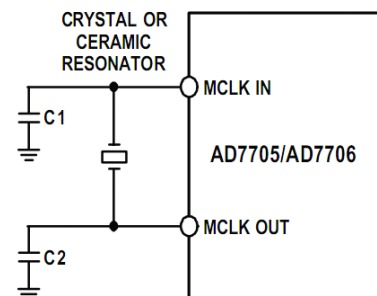 CRYSTAL OR
CERAMIC
RESONATOR
MCLK IN
C1
AD7705/AD7706
MCLK OUT
C2